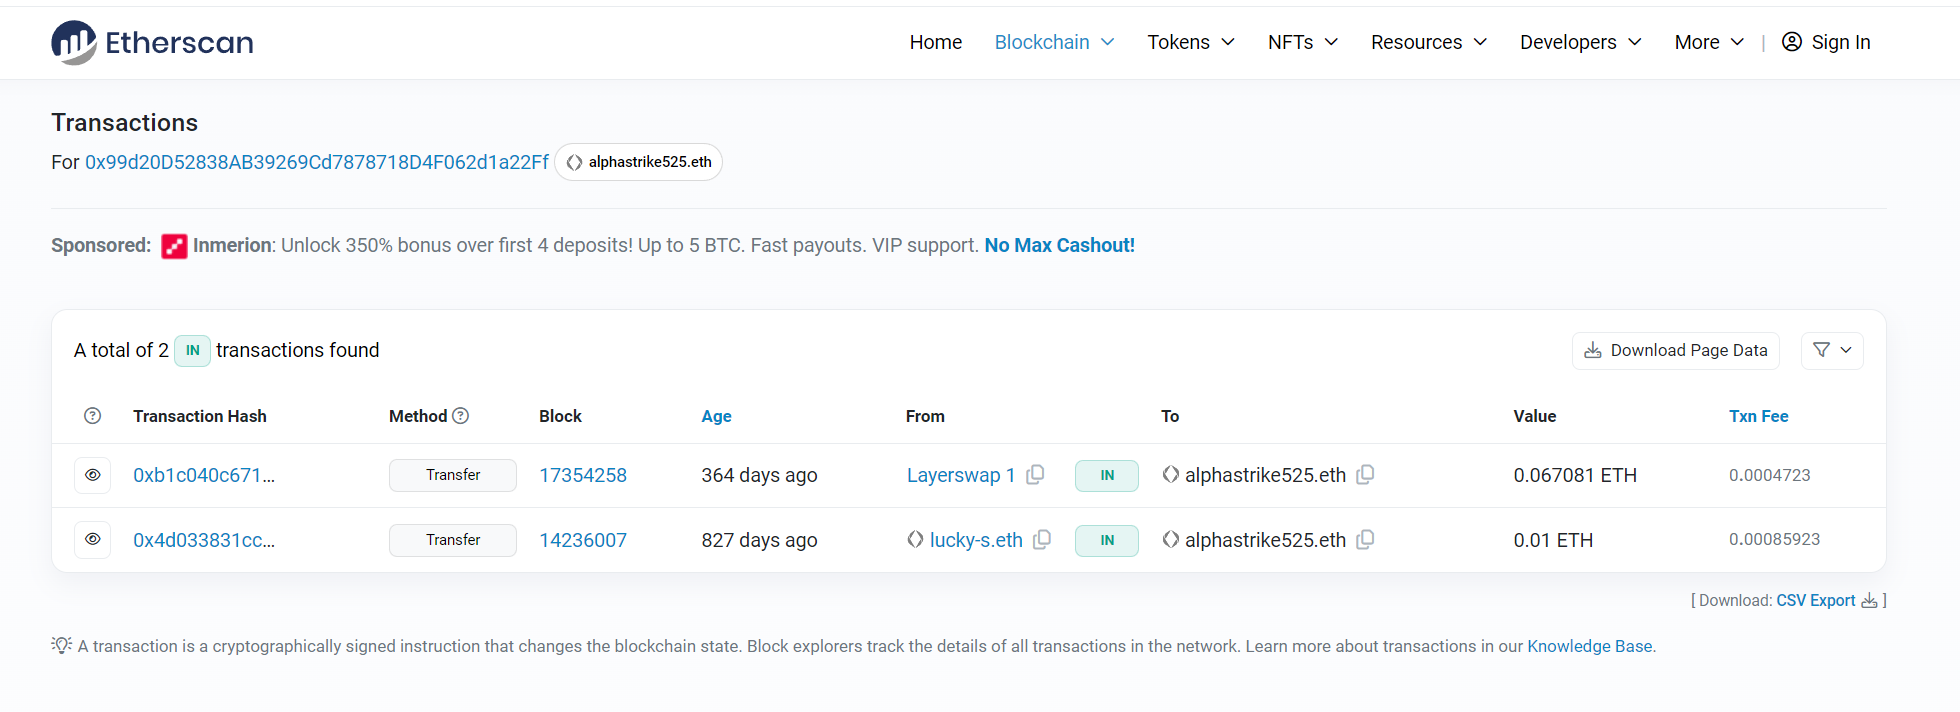 Etherscan
Home Blockchain Tokens NFTs Resources Developers More | Sign In
Transactions
For 0x99d20D52838AB39269Cd7878718D4F062d1a22Ff alphastrike525.eth
Sponsored: Inmerion: Unlock 350% bonus over first 4 deposits! Up to 5 BTC. Fast payouts. VIP support. No Max Cashout!
A total of 2 IN transactions found
Download Page Data
Transaction Hash Method Block Age From To Value Txn Fee
0xb1c040c671... Transfer 17354258 364 days ago Layerswap 1 IN alphastrike525.eth 0.067081 ETH 0.0004723
0x4d033831cc... Transfer 14236007 827 days ago lucky-s.eth IN alphastrike525.eth 0.01 ETH 0.00085923
[ Download: CSV Export ]
A transaction is a cryptographically signed instruction that changes the blockchain state. Block explorers track the details of all transactions in the network. Learn more about transactions in our Knowledge Base.